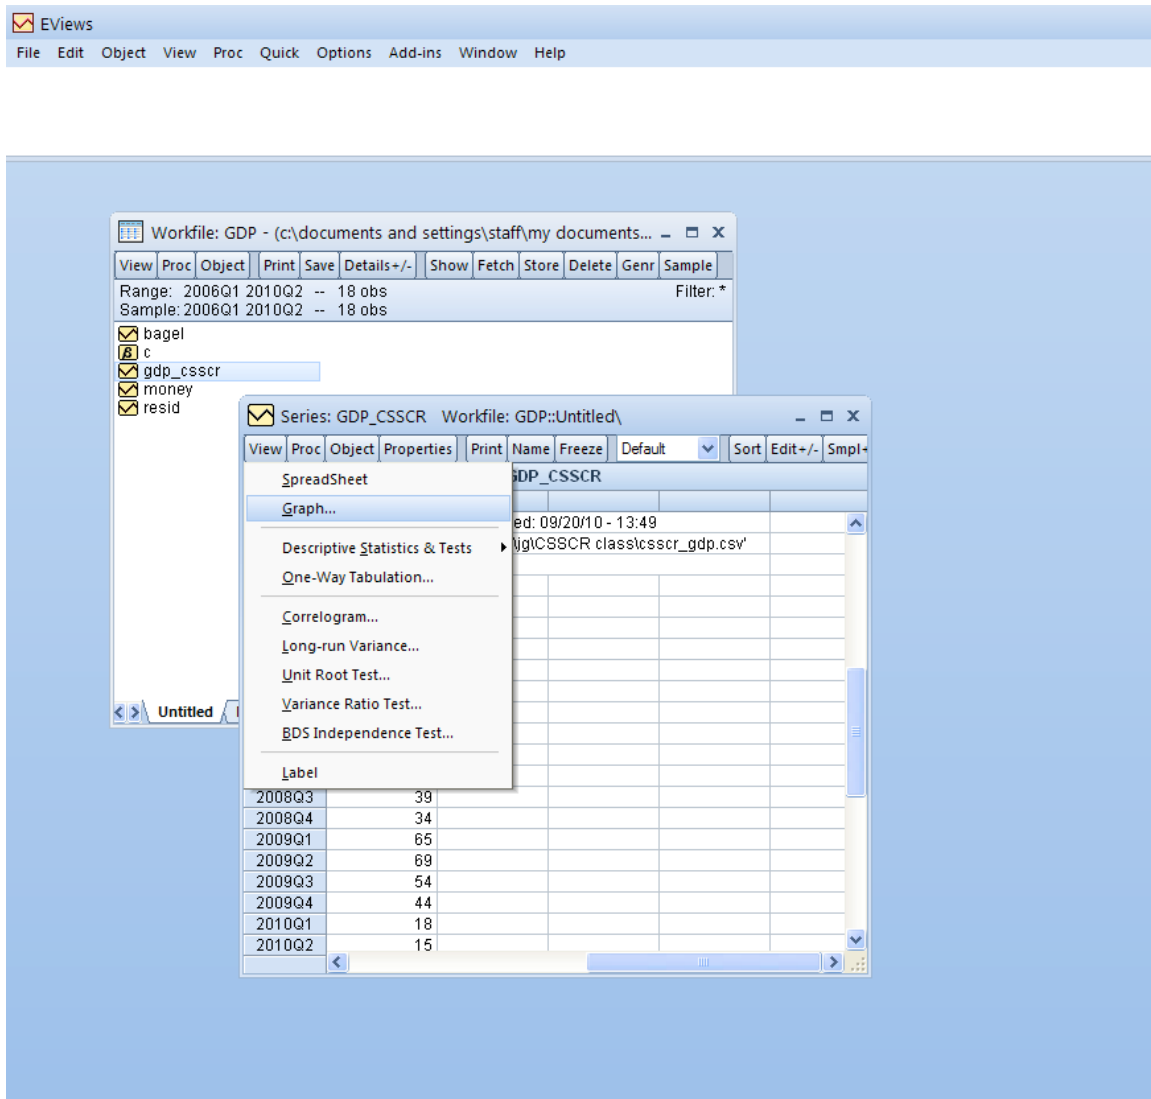 EViews
File Edit Object View Proc Quick Options Add-ins Window Help
Workfile: GDP - (c:\documents and settings\staff\my documents...
View Proc Object Print Save Details+/- Show Fetch Store Delete Genr Sample
Range: 2006Q1 2010Q2 -- 18 obs Filter: *
Sample: 2006Q1 2010Q2 -- 18 obs
bagel
β c
gdp_csscr
money
resid
Untitled
Series: GDP_CSSCR Workfile: GDP::Untitled\
View Proc Object Properties Print Name Freeze Default Sort Edit+/- Smpl+
GDP_CSSCR
SpreadSheet
Graph...
Descriptive Statistics & Tests
One-Way Tabulation...
Correlogram...
Long-run Variance...
Unit Root Test...
Variance Ratio Test...
BDS Independence Test...
Label
ed: 09/20/10 - 13:49
\jg\CSSCR class\csscr_gdp.csv'
2008Q3 39
2008Q4 34
2009Q1 65
2009Q2 69
2009Q3 54
2009Q4 44
2010Q1 18
2010Q2 15